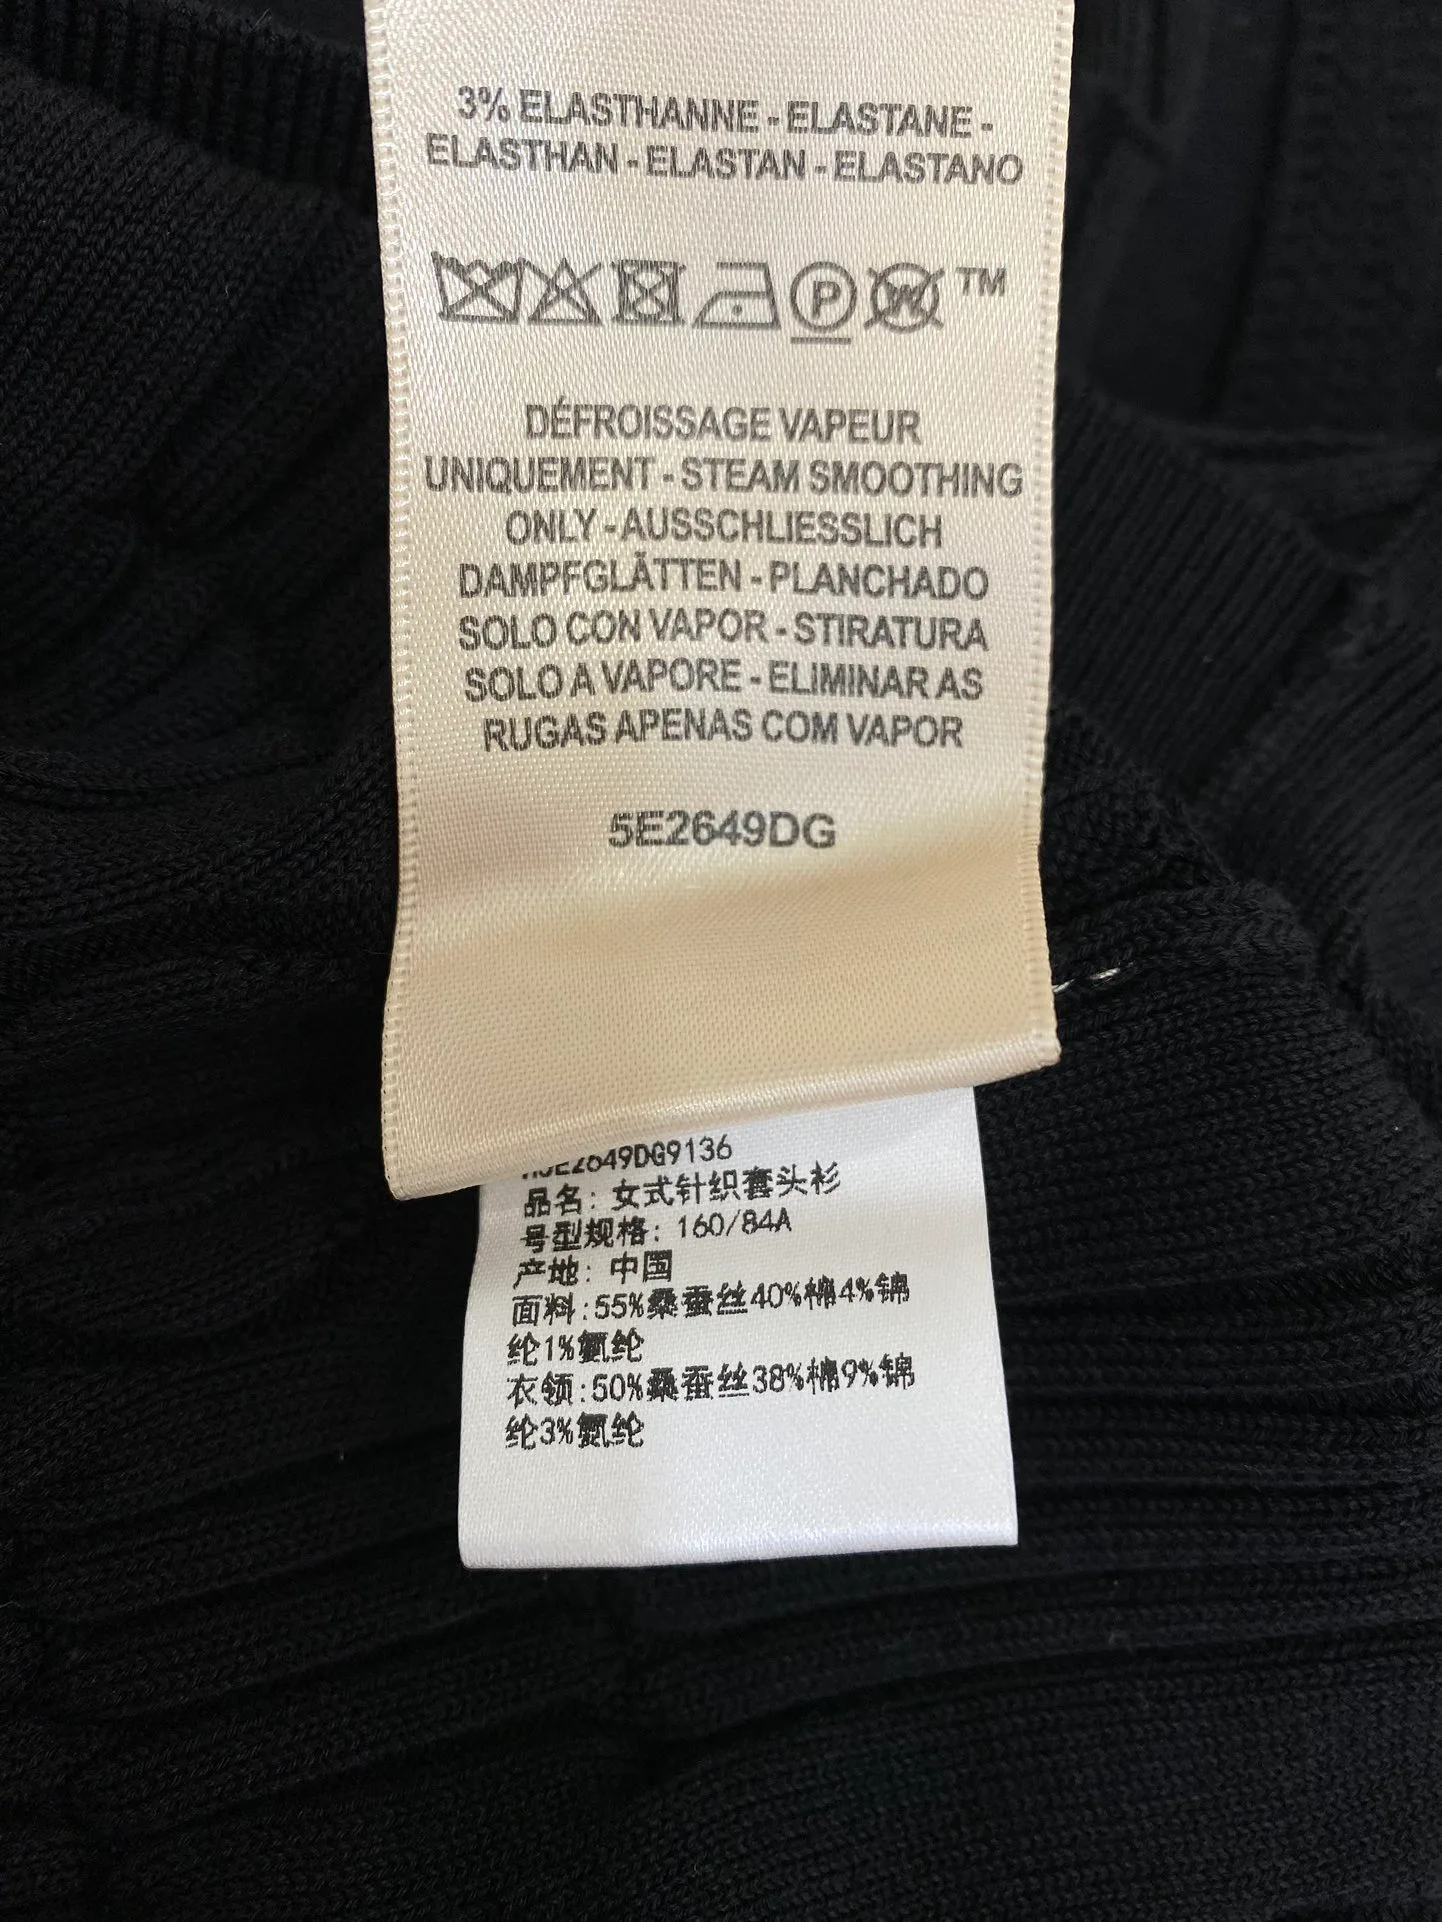 3% ELASTHANNE - ELASTANE -
ELASTHAN - ELASTAN - ELASTANO
P W TM
DÉFROISSAGE VAPEUR
UNIQUEMENT - STEAM SMOOTHING
ONLY - AUSSCHLIESSLICH
DAMPFGLÄTTEN - PLANCHADO
SOLO CON VAPOR - STIRATURA
SOLO A VAPORE - ELIMINAR AS
RUGAS APENAS COM VAPOR
5E2649DG
5E2649DG9136
品名: 女式针织套头衫
号型规格: 160/84A
产地: 中国
面料:55%桑蚕丝40%棉4%锦
纶1%氨纶
衣领:50%桑蚕丝38%棉9%锦
纶3%氨纶